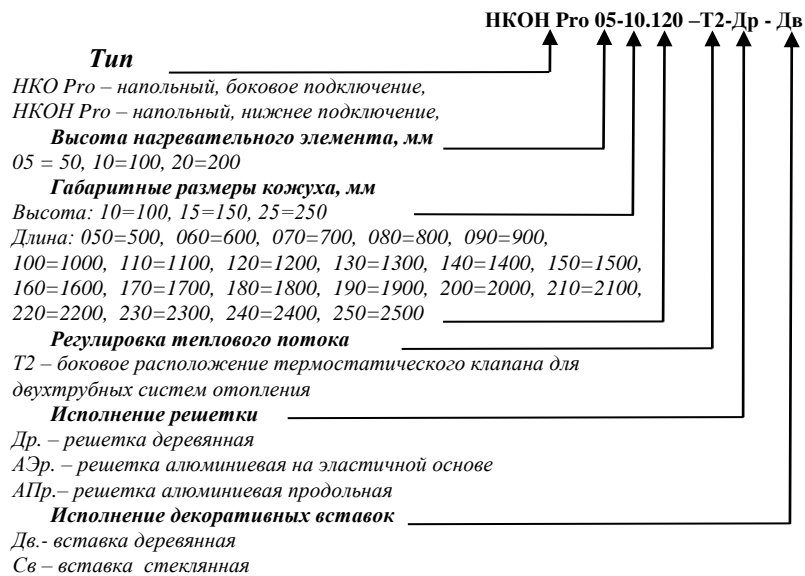 НКОН Pro 05-10.120 –Т2-Др - Дв
Тип
НКО Pro – напольный, боковое подключение,
НКОН Pro – напольный, нижнее подключение,
Высота нагревательного элемента, мм
05 = 50, 10=100, 20=200
Габаритные размеры кожуха, мм
Высота: 10=100, 15=150, 25=250
Длина: 050=500, 060=600, 070=700, 080=800, 090=900,
100=1000, 110=1100, 120=1200, 130=1300, 140=1400, 150=1500,
160=1600, 170=1700, 180=1800, 190=1900, 200=2000, 210=2100,
220=2200, 230=2300, 240=2400, 250=2500
Регулировка теплового потока
Т2 – боковое расположение термостатического клапана для
двухтрубных систем отопления
Исполнение решетки
Др. – решетка деревянная
АЭр. – решетка алюминиевая на эластичной основе
АПр.– решетка алюминиевая продольная
Исполнение декоративных вставок
Дв.- вставка деревянная
Св – вставка стеклянная